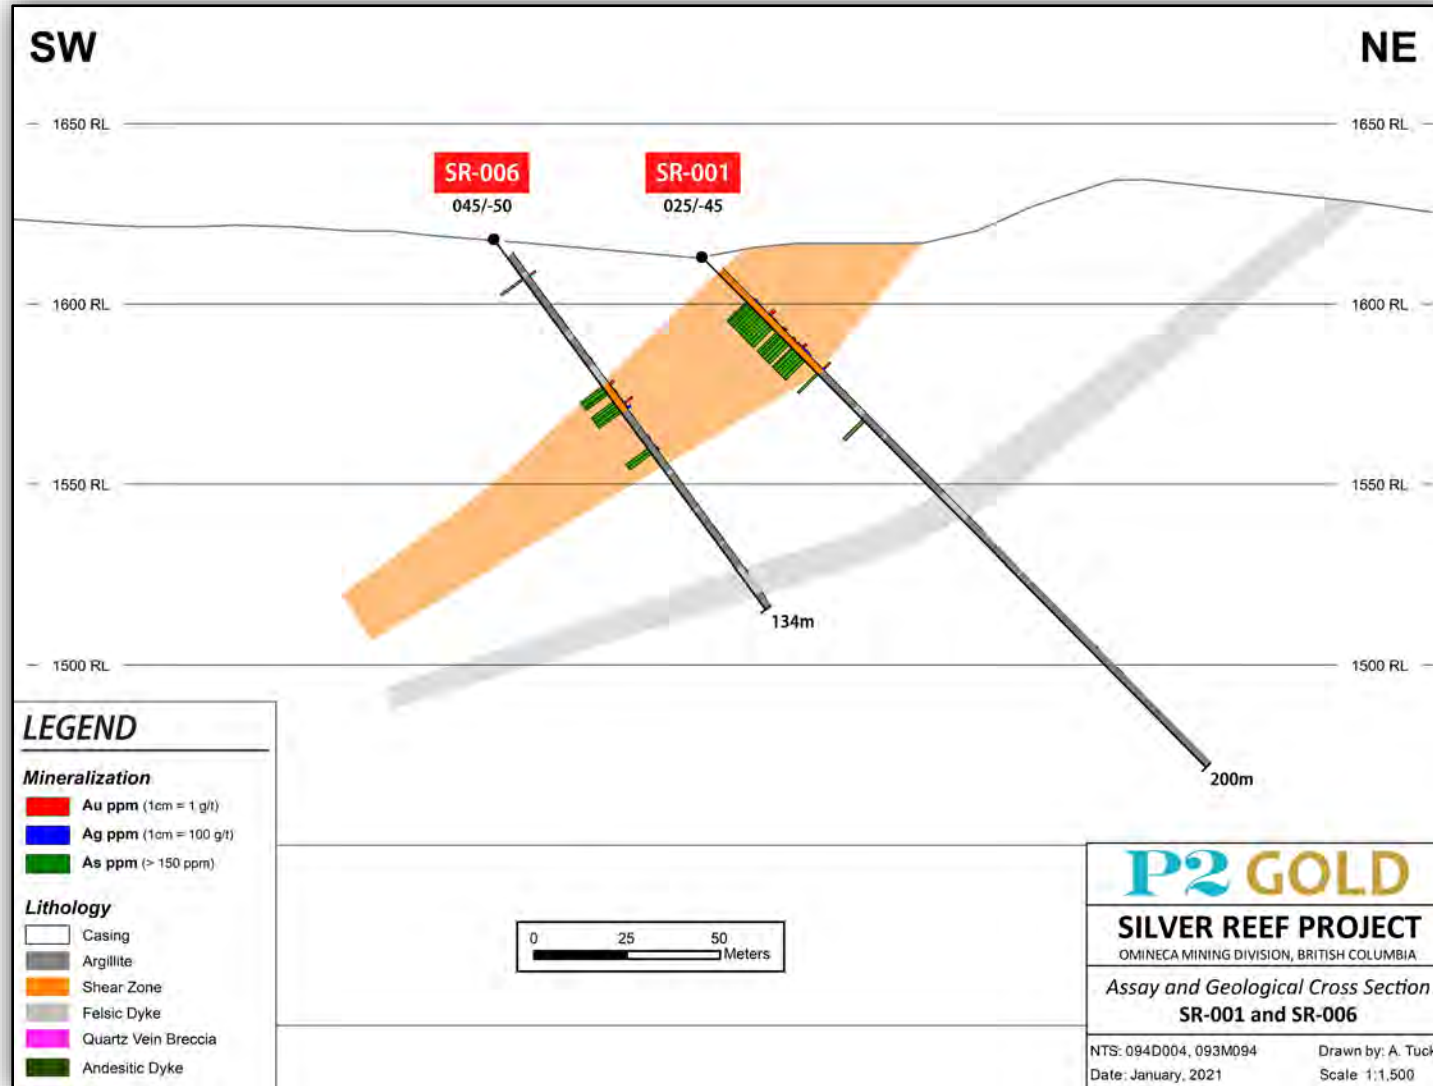 SW
NE
1650 RL
1650 RL
SR-006
SR-001
045/-50
025/-45
1600 RL
1600 RL
1550 RL
1550 RL
134m
1500 RL
1500 RL
200m
LEGEND
Mineralization
Au ppm (1cm = 1 g/t)
Ag ppm (1cm = 100 g/t)
As ppm (> 150 ppm)
Lithology
Casing
Argillite
Shear Zone
Felsic Dyke
Quartz Vein Breccia
Andesitic Dyke
0 25 50
Meters
P2 GOLD
SILVER REEF PROJECT
OMINECA MINING DIVISION, BRITISH COLUMBIA
Assay and Geological Cross Section
SR-001 and SR-006
NTS: 094D004, 093M094 Drawn by: A. Tuck
Date: January, 2021 Scale 1:1,500